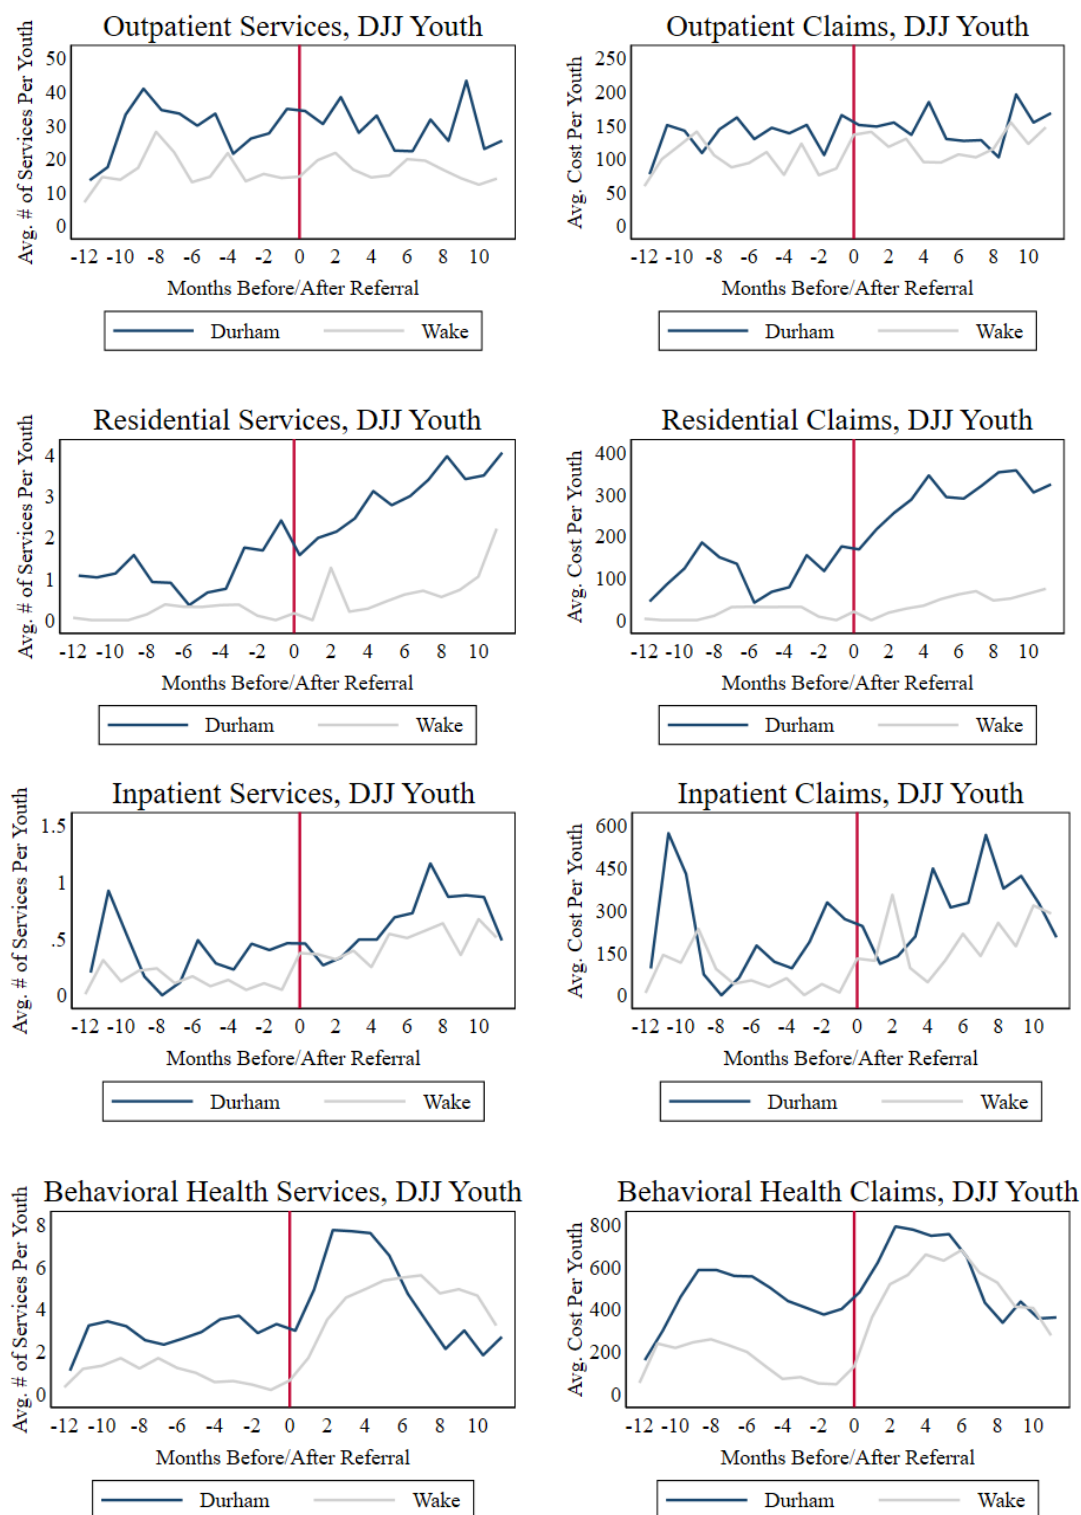 Outpatient Services, DJJ Youth
Avg. # of Services Per Youth
50
40
30
20
10
0
-12 -10 -8 -6 -4 -2 0 2 4 6 8 10
Months Before/After Referral
Durham Wake
Outpatient Claims, DJJ Youth
Avg. Cost Per Youth
250
200
150
100
50
0
-12 -10 -8 -6 -4 -2 0 2 4 6 8 10
Months Before/After Referral
Durham Wake
Residential Services, DJJ Youth
Avg. # of Services Per Youth
4
3
2
1
0
-12 -10 -8 -6 -4 -2 0 2 4 6 8 10
Months Before/After Referral
Durham Wake
Residential Claims, DJJ Youth
Avg. Cost Per Youth
400
300
200
100
0
-12 -10 -8 -6 -4 -2 0 2 4 6 8 10
Months Before/After Referral
Durham Wake
Inpatient Services, DJJ Youth
Avg. # of Services Per Youth
1.5
1
.5
0
-12 -10 -8 -6 -4 -2 0 2 4 6 8 10
Months Before/After Referral
Durham Wake
Inpatient Claims, DJJ Youth
Avg. Cost Per Youth
600
450
300
150
0
-12 -10 -8 -6 -4 -2 0 2 4 6 8 10
Months Before/After Referral
Durham Wake
Behavioral Health Services, DJJ Youth
Avg. # of Services Per Youth
8
6
4
2
0
-12 -10 -8 -6 -4 -2 0 2 4 6 8 10
Months Before/After Referral
Durham Wake
Behavioral Health Claims, DJJ Youth
Avg. Cost Per Youth
800
600
400
200
0
-12 -10 -8 -6 -4 -2 0 2 4 6 8 10
Months Before/After Referral
Durham Wake